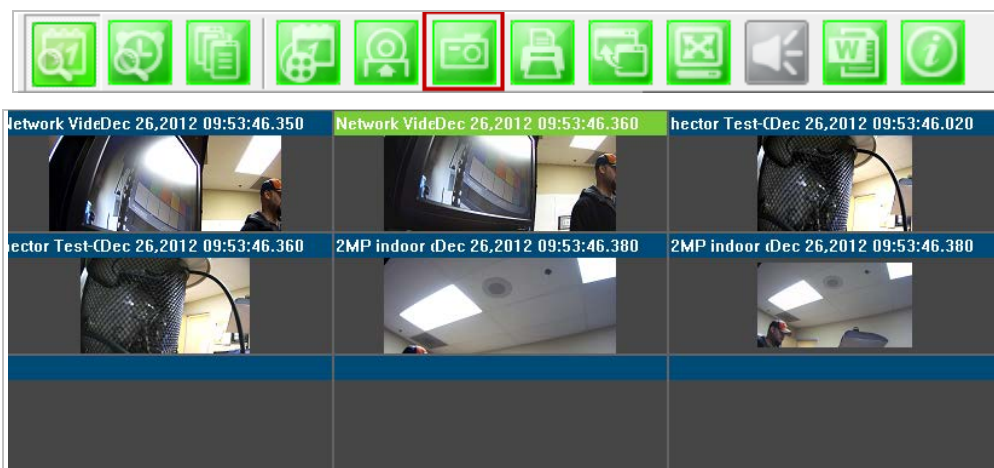 Network VideDec 26,2012 09:53:46.350
Network VideDec 26,2012 09:53:46.360
hector Test-(Dec 26,2012 09:53:46.020
hector Test-(Dec 26,2012 09:53:46.360
2MP indoor (Dec 26,2012 09:53:46.380
2MP indoor (Dec 26,2012 09:53:46.380